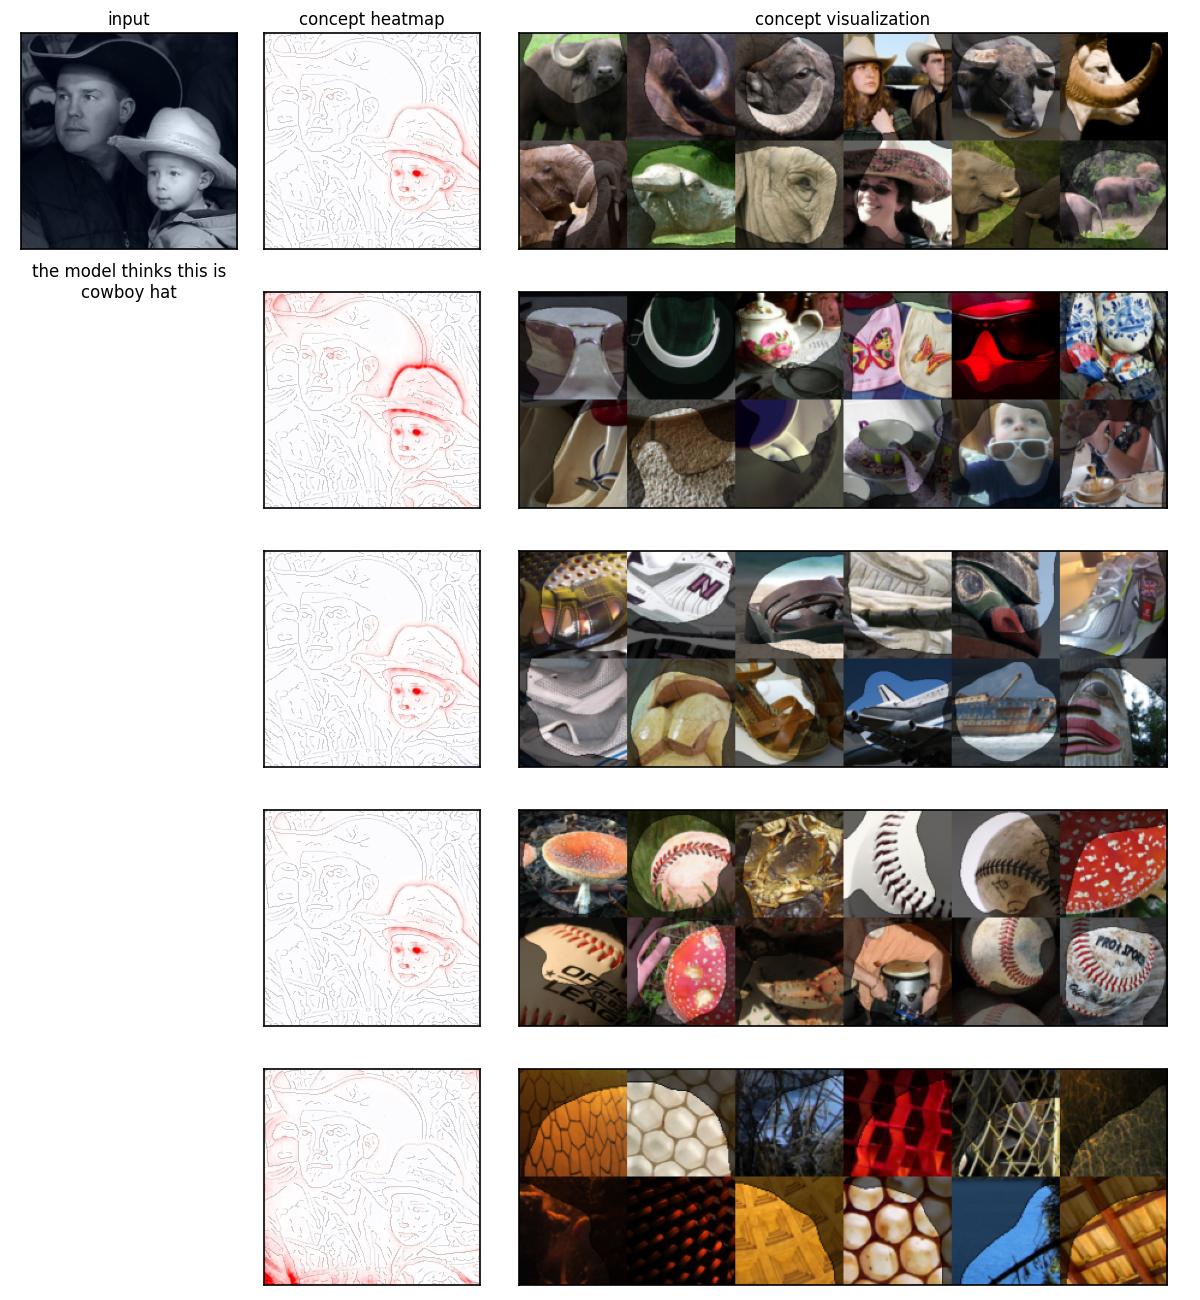 input
concept heatmap
concept visualization
the model thinks this is
cowboy hat
N
OFFI
LEAG
PRO SPORT